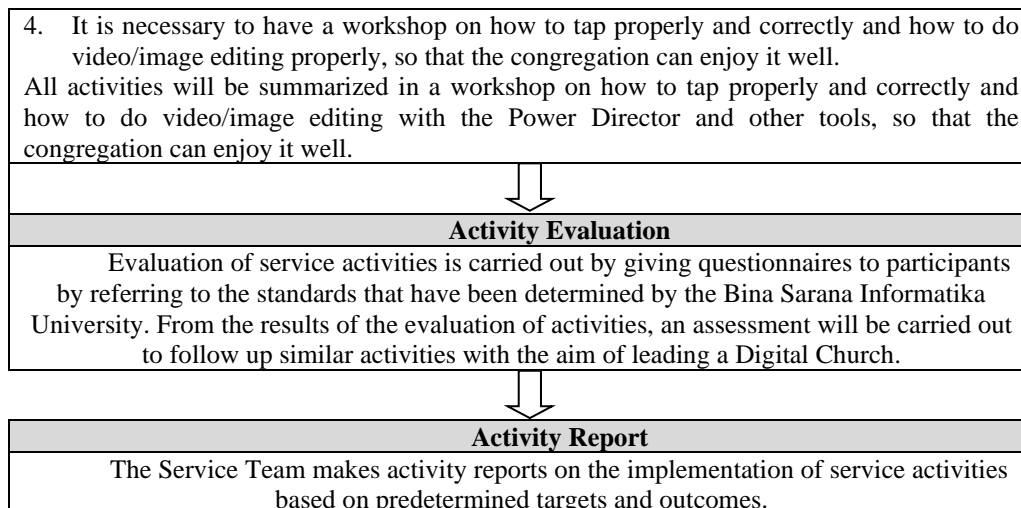 4. It is necessary to have a workshop on how to tap properly and correctly and how to do
video/image editing properly, so that the congregation can enjoy it well.
All activities will be summarized in a workshop on how to tap properly and correctly and
how to do video/image editing with the Power Director and other tools, so that the
congregation can enjoy it well.
Activity Evaluation
Evaluation of service activities is carried out by giving questionnaires to participants
by referring to the standards that have been determined by the Bina Sarana Informatika
University. From the results of the evaluation of activities, an assessment will be carried out
to follow up similar activities with the aim of leading a Digital Church.
Activity Report
The Service Team makes activity reports on the implementation of service activities
based on predetermined targets and outcomes.